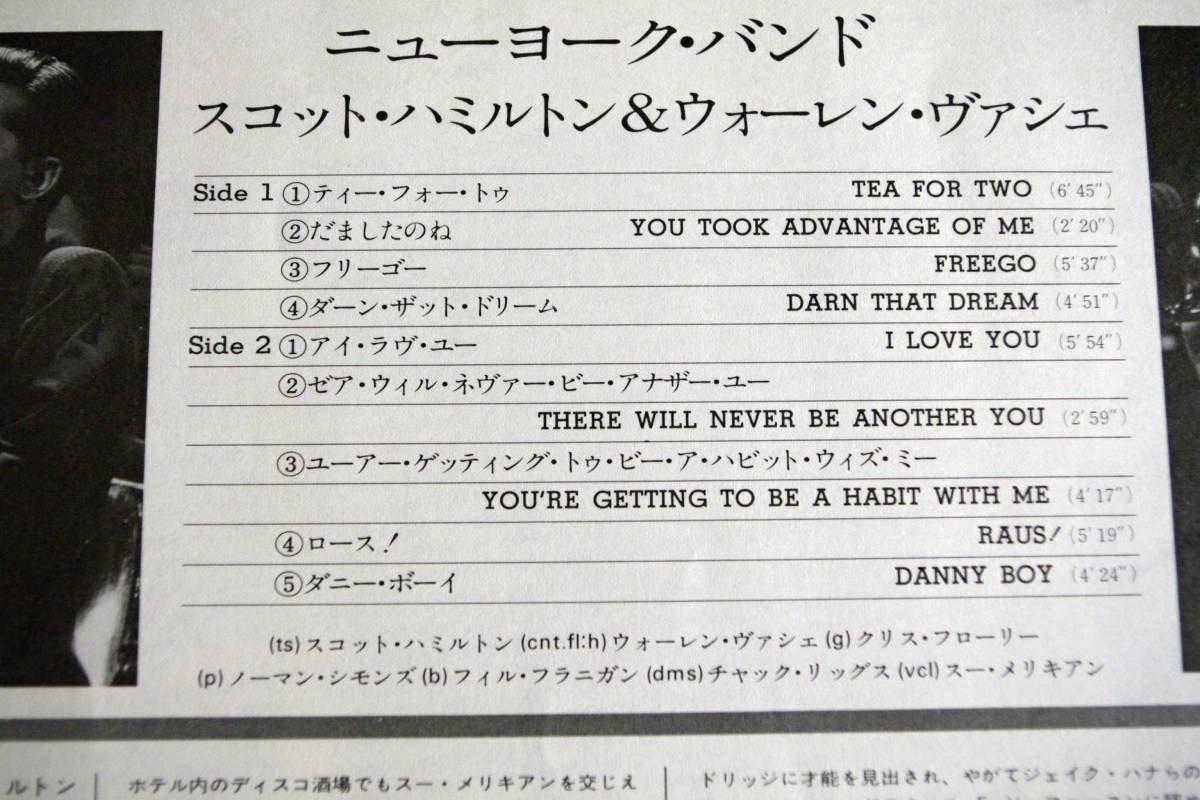 ニューヨーク・バンド
スコット・ハミルトン&ウォーレン・ヴァシェ
Side 1 ①ティー・フォー・トゥ TEA FOR TWO (6'45")
②だましたのね YOU TOOK ADVANTAGE OF ME (2'20")
③フリーゴー FREEGO (5'37")
④ダーン・ザット・ドリーム DARN THAT DREAM (4'51")
Side 2 ①アイ・ラヴ・ユー I LOVE YOU (5'54")
②ゼア・ウィル・ネヴァー・ビー・アナザー・ユー
THERE WILL NEVER BE ANOTHER YOU (2'59")
③ユーアー・ゲッティング・トゥ・ビー・ア・ハビット・ウィズ・ミー
YOU'RE GETTING TO BE A HABIT WITH ME (4'17")
④ロース! RAUS! (5'19")
⑤ダニー・ボーイ DANNY BOY (4'24")
(ts)スコット・ハミルトン(cnt.fl:h)ウォーレン・ヴァシェ(g)クリス・フローリー
(p)ノーマン・シモンズ(b)フィル・フラニガン(dms)チャック・リッグス(vcl)スー・メリキアン
ルトン
ホテル内のディスコ酒場でもスー・メリキアンを交じえ
ドリッジに才能を見出され、やがてジェイク・ハナらの